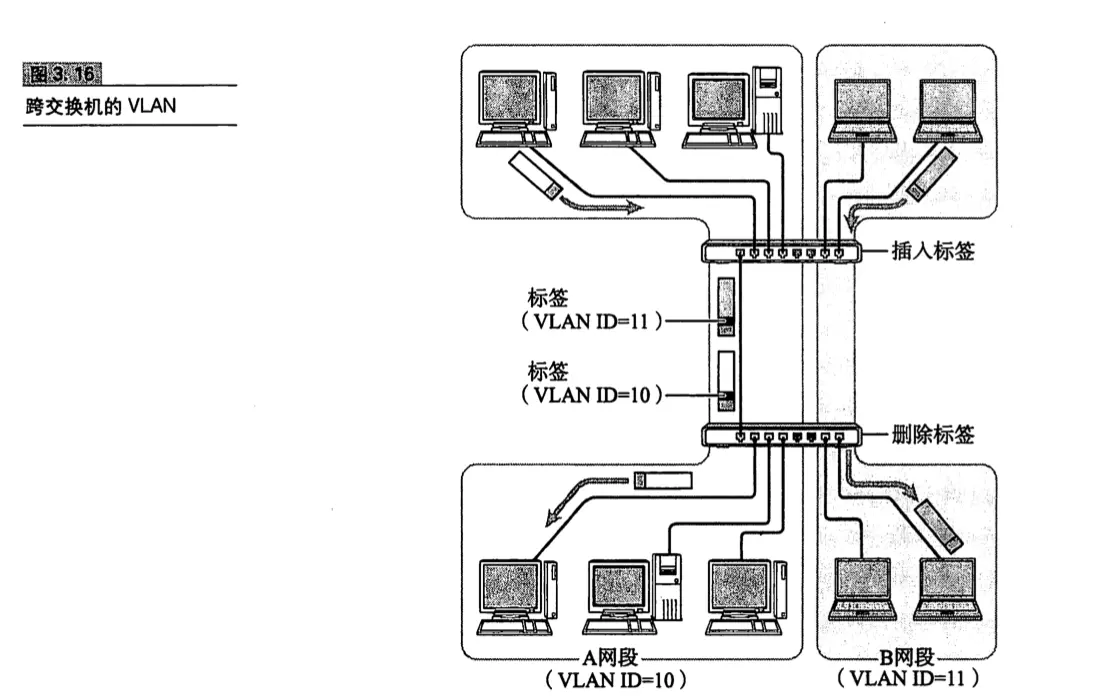 图3.16
跨交换机的 VLAN
插入标签
标签
（VLAN ID=11）
标签
（VLAN ID=10）
删除标签
A网段
（VLAN ID=10）
B网段
（VLAN ID=11）